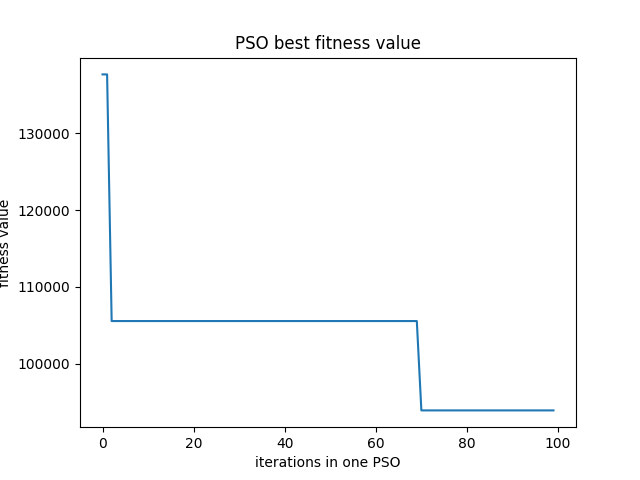 PSO best fitness value
130000
120000
110000
100000
fitness value
0 20 40 60 80 100
iterations in one PSO